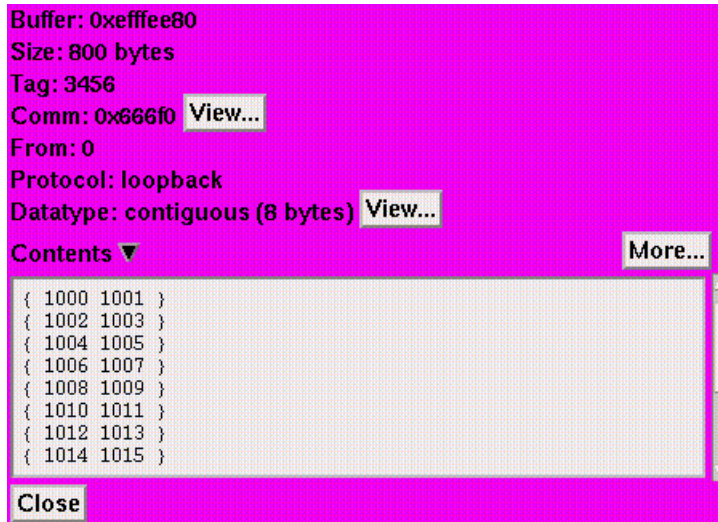 Buffer: 0xefffee80
Size: 800 bytes
Tag: 3456
Comm: 0x666f0 View...
From: 0
Protocol: loopback
Datatype: contiguous (8 bytes) View...
Contents ▼ More...
{ 1000 1001 }
{ 1002 1003 }
{ 1004 1005 }
{ 1006 1007 }
{ 1008 1009 }
{ 1010 1011 }
{ 1012 1013 }
{ 1014 1015 }
Close